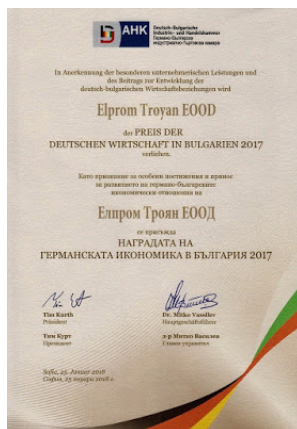 AHK
Deutsch-Bulgarische
Industrie- und Handelskammer
Германо-Българска
индустриално-търговска камара
In Anerkennung der besonderen unternehmerischen Leistungen und
des Beitrags zur Entwicklung der
deutsch-bulgarischen Wirtschaftsbeziehungen wird
Elprom Troyan EOOD
der PREIS DER
DEUTSCHEN WIRTSCHAFT IN BULGARIEN 2017
verliehen.
Като признание за особени постижения и принос
за развитието на германо-българските
икономически отношения на
Елпром Троян ЕООД
се присъжда
НАГРАДАТА НА
ГЕРМАНСКАТА ИКОНОМИКА В БЪЛГАРИЯ 2017
Tim Kurth
Präsident
Dr. Mitko Vassilev
Hauptgeschäftsführer
Тим Курт
Президент
д-р Митко Василев
Главен управител
Sofia, 25. Januar 2018
София, 25 януари 2018 г.